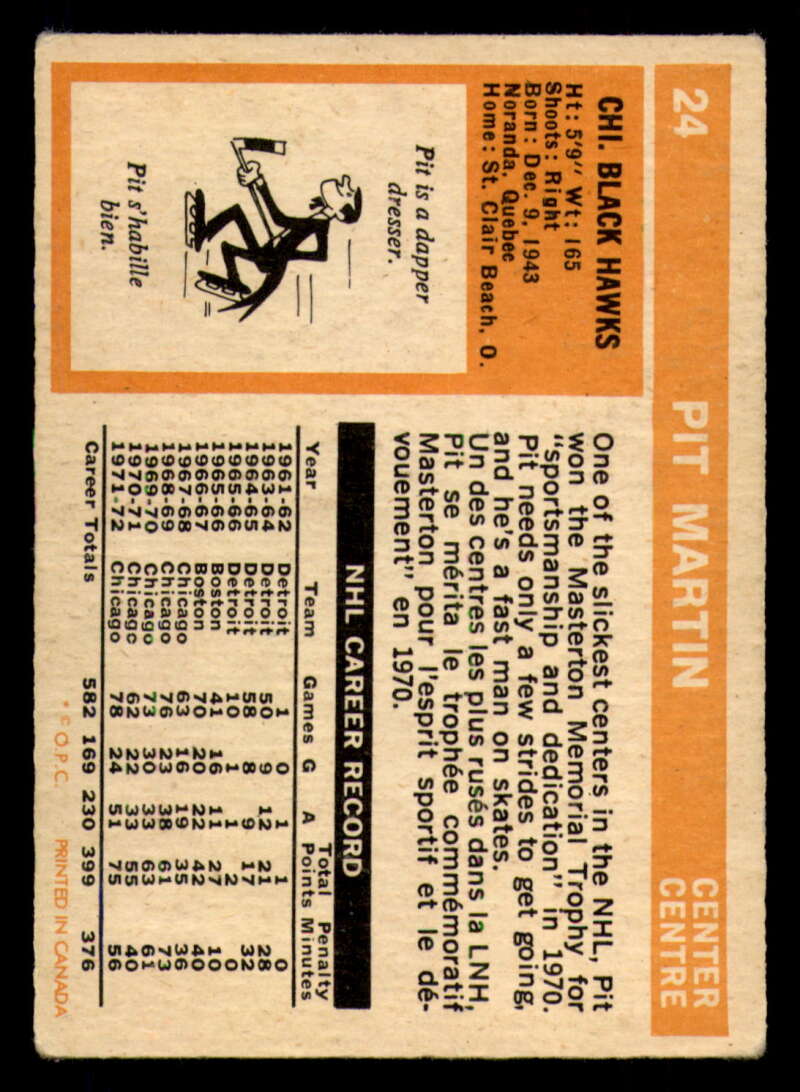 24 PIT MARTIN CENTER
CENTRE
CHI. BLACK HAWKS
Ht: 5'9" Wt: 165
Shoots: Right
Born: Dec. 9, 1943
Noranda, Quebec
Home: St. Clair Beach, O.
Pit is a dapper
dresser.
Pit s'habille
bien.
One of the slickest centers in the NHL, Pit
won the Masterton Memorial Trophy for
"sportsmanship and dedication" in 1970.
Pit needs only a few strides to get going,
and he's a fast man on skates.
Un des centres les plus rusés dans la LNH,
Pit se mérita le trophée commémoratif
Masterton pour l'esprit sportif et le dé-
vouement" en 1970.
NHL CAREER RECORD
Total Penalty
Year Team Games G A Points Minutes
1961-62 Detroit 1 0 1 1 0
1963-64 Detroit 50 9 12 21 28
1964-65 Detroit 58 8 9 17 32
1965-66 Detroit 10 1 1 2 0
1965-66 Boston 41 16 11 27 10
1966-67 Boston 70 20 22 42 40
1967-68 Chicago 63 16 19 35 36
1968-69 Chicago 76 23 38 61 73
1969-70 Chicago 73 30 33 63 61
1970-71 Chicago 62 22 33 55 40
1971-72 Chicago 78 24 51 75 56
Career Totals 582 169 230 399 376
* © O.P.C. PRINTED IN CANADA